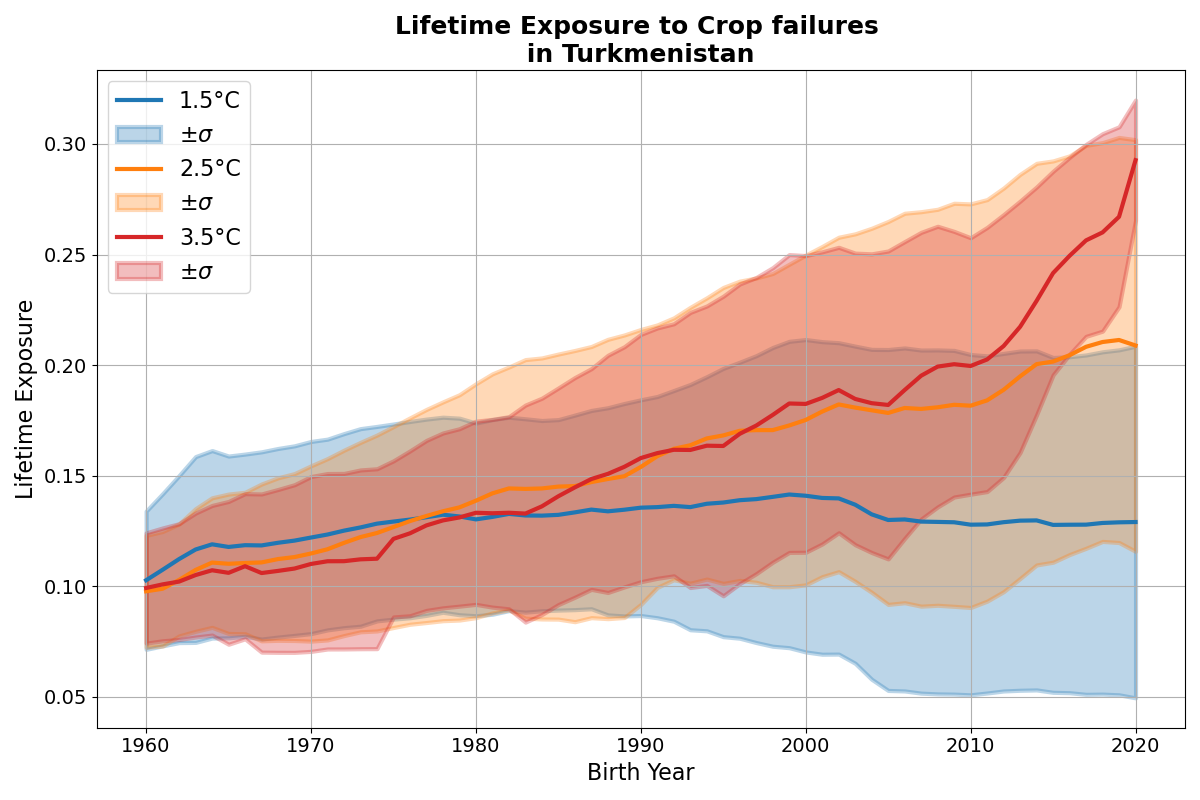 Lifetime Exposure to Crop failures
in Turkmenistan
1.5°C
±σ
2.5°C
±σ
3.5°C
±σ
Lifetime Exposure
0.30
0.25
0.20
0.15
0.10
0.05
1960 1970 1980 1990 2000 2010 2020
Birth Year